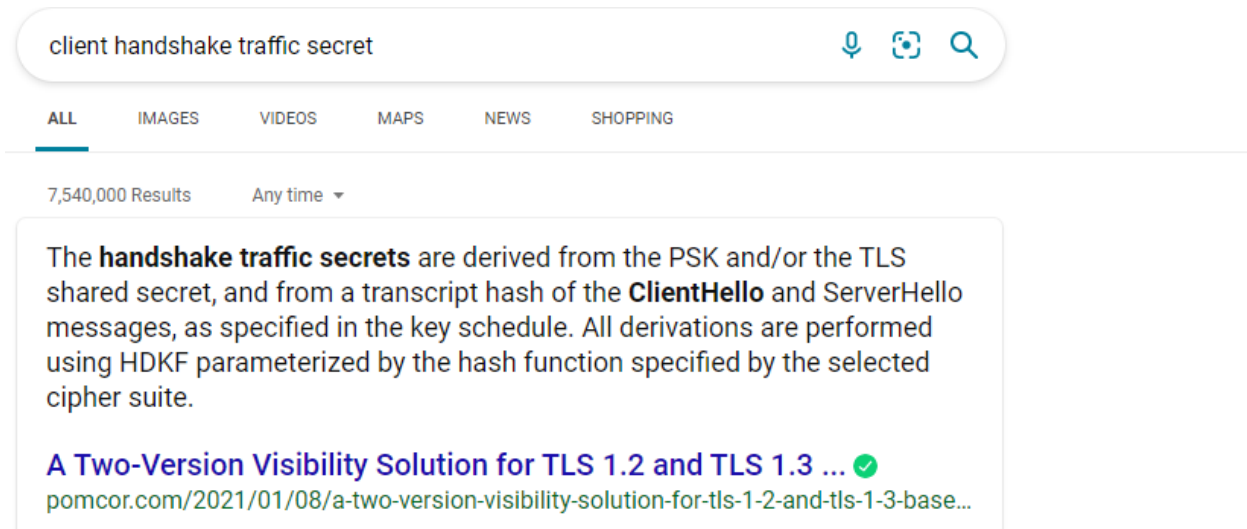 client handshake traffic secret
ALL IMAGES VIDEOS MAPS NEWS SHOPPING
7,540,000 Results Any time
The handshake traffic secrets are derived from the PSK and/or the TLS
shared secret, and from a transcript hash of the ClientHello and ServerHello
messages, as specified in the key schedule. All derivations are performed
using HDKF parameterized by the hash function specified by the selected
cipher suite.
A Two-Version Visibility Solution for TLS 1.2 and TLS 1.3 ...
pomcor.com/2021/01/08/a-two-version-visibility-solution-for-tls-1-2-and-tls-1-3-base...